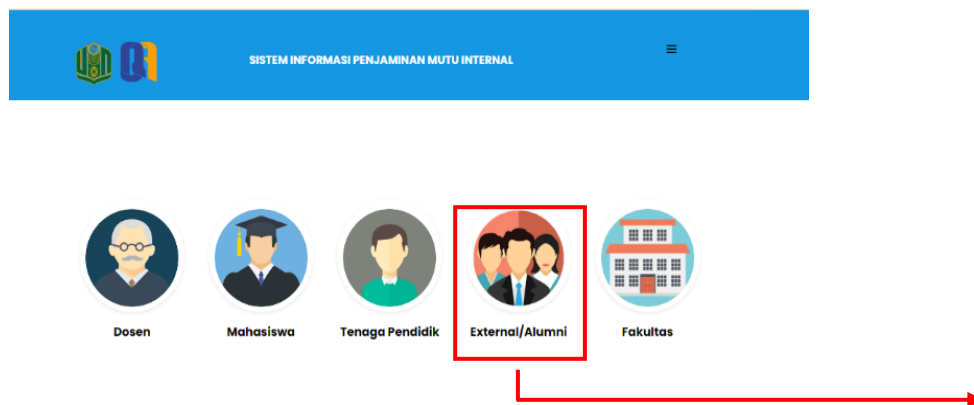 SISTEM INFORMASI PENJAMINAN MUTU INTERNAL
Dosen
Mahasiswa
Tenaga Pendidik
External/Alumni
Fakultas